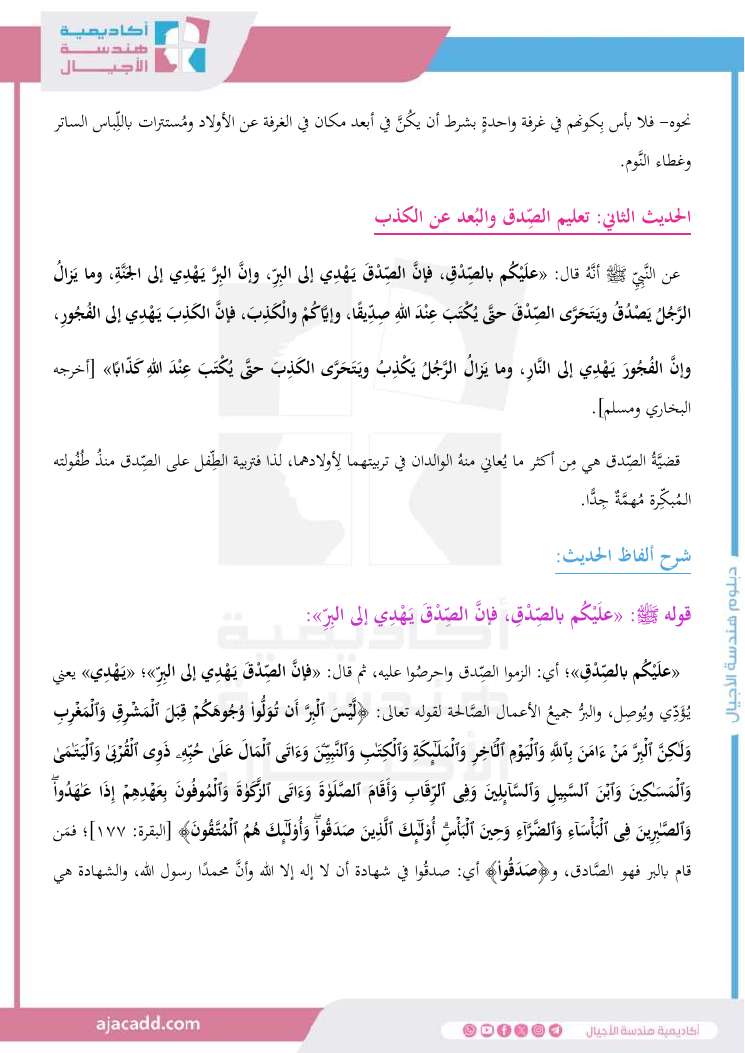 أكاديمية
هندسة
الأجيال
نحوه- فلا بأس بِكونهم في غرفة واحدةٍ بشرط أن يكُنَّ في أبعد مكان في الغرفة عن الأولاد ومُستترات باللِّباس الساتر
وغطاء النَّوم.
الحديث الثاني: تعليم الصِّدق والبُعد عن الكذب
عن النَّبِيِّ ﷺ أنَّهُ قال: «علَيْكُم بالصِّدْقِ، فإنَّ الصِّدْقَ يَهْدِي إلى البِرِّ، وإنَّ البِرَّ يَهْدِي إلى الجَنَّةِ، وما يَزالُ
الرَّجُلُ يَصْدُقُ ويَتَحَرَّى الصِّدْقَ حتَّى يُكْتَبَ عِنْدَ اللهِ صِدِّيقًا، وإيَّاكُمْ والْكَذِبَ، فإنَّ الكَذِبَ يَهْدِي إلى الفُجُورِ،
وإنَّ الفُجُورَ يَهْدِي إلى النَّارِ، وما يَزالُ الرَّجُلُ يَكْذِبُ ويَتَحَرَّى الكَذِبَ حتَّى يُكْتَبَ عِنْدَ اللهِ كَذّابًا» [أخرجه
البخاري ومسلم].
قضيَّةُ الصِّدق هي مِن أكثر ما يُعاني منهُ الوالدان في تربيتهما لِأولادهما، لذا فتربية الطِّفل على الصِّدق منذُ طُفُولته
المُبكِّرة مُهمَّةٌ جِدًّا.
شرح ألفاظ الحديث:
قوله ﷺ: «علَيْكُم بالصِّدْقِ، فإنَّ الصِّدْقَ يَهْدِي إلى البِرِّ»:
«علَيْكُم بالصِّدْقِ»؛ أي: الزموا الصِّدق واحرصُوا عليه، ثم قال: «فإنَّ الصِّدْقَ يَهْدِي إلى البِرِّ»؛ «يَهْدِي» يعني
يُؤَدِّي ويُوصِل، والبرُّ جميعُ الأعمال الصَّالحة لقوله تعالى: ﴿لَّيْسَ ٱلْبِرَّ أَن تُوَلُّوا۟ وُجُوهَكُمْ قِبَلَ ٱلْمَشْرِقِ وَٱلْمَغْرِبِ
وَلَٰكِنَّ ٱلْبِرَّ مَنْ ءَامَنَ بِٱللَّهِ وَٱلْيَوْمِ ٱلْـَٔاخِرِ وَٱلْمَلَٰٓئِكَةِ وَٱلْكِتَٰبِ وَٱلنَّبِيِّـۧنَ وَءَاتَى ٱلْمَالَ عَلَىٰ حُبِّهِۦ ذَوِى ٱلْقُرْبَىٰ وَٱلْيَتَٰمَىٰ
وَٱلْمَسَٰكِينَ وَٱبْنَ ٱلسَّبِيلِ وَٱلسَّآئِلِينَ وَفِى ٱلرِّقَابِ وَأَقَامَ ٱلصَّلَوٰةَ وَءَاتَى ٱلزَّكَوٰةَ وَٱلْمُوفُونَ بِعَهْدِهِمْ إِذَا عَٰهَدُوا۟ۖ
وَٱلصَّٰبِرِينَ فِى ٱلْبَأْسَآءِ وَٱلضَّرَّآءِ وَحِينَ ٱلْبَأْسِۗ أُو۟لَٰٓئِكَ ٱلَّذِينَ صَدَقُوا۟ۖ وَأُو۟لَٰٓئِكَ هُمُ ٱلْمُتَّقُونَ﴾ [البقرة: ١٧٧]؛ فمَن
قام بالبر فهو الصَّادق، و﴿صَدَقُوا۟﴾ أي: صدقُوا في شهادة أن لا إله إلا الله وأنَّ محمدًا رسول الله، والشهادة هي
دبلوم هندسة الأجيال
أكاديمية هندسة الأجيال
ajacadd.com